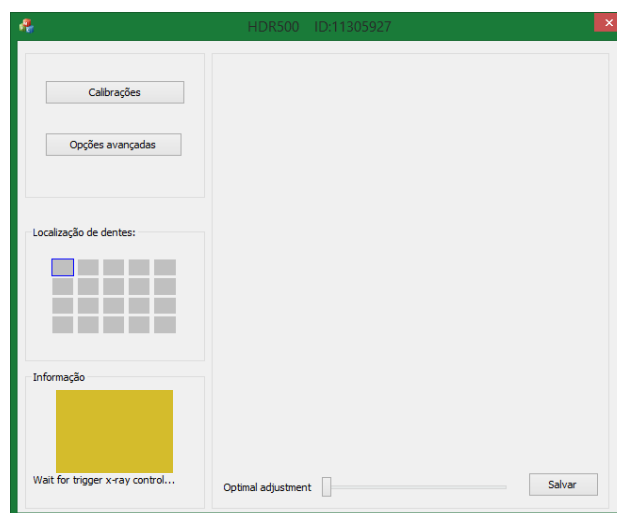 HDR500 ID:11305927
Calibrações
Opções avançadas
Localização de dentes:
Informação
Wait for trigger x-ray control...
Optimal adjustment
Salvar